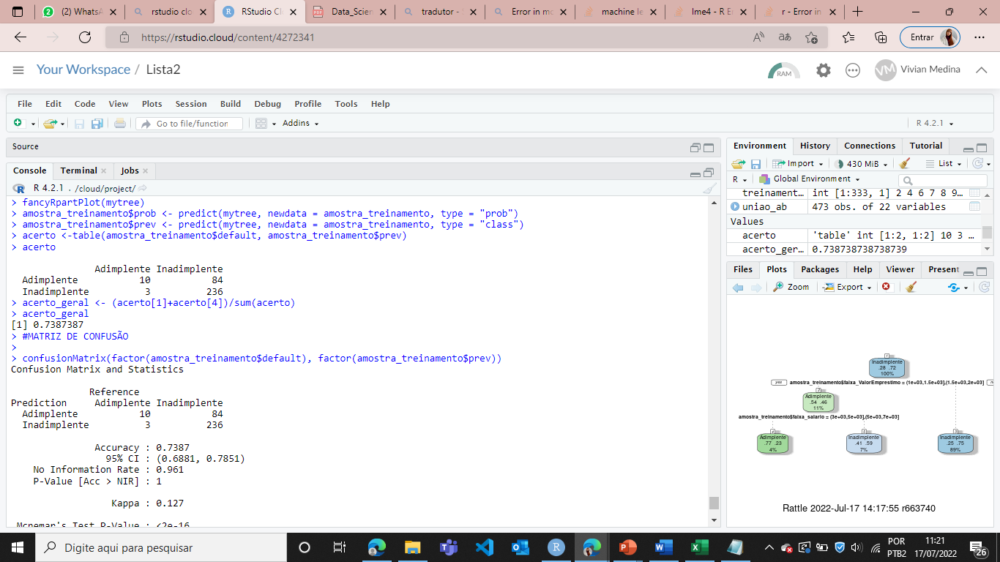 (2) WhatsA
rstudio clo
RStudio Cl
Data_Scien
tradutor -
Error in mo
machine le
lme4 - R Er
r - Error in
https://rstudio.cloud/content/4272341
Entrar
Your Workspace / Lista2
RAM
VM
Vivian Medina
File Edit Code View Plots Session Build Debug Profile Tools Help
Go to file/function
Addins
R 4.2.1
Source
Console Terminal Jobs
R 4.2.1 . /cloud/project/
> fancyRpartPlot(mytree)
> amostra_treinamento$prob <- predict(mytree, newdata = amostra_treinamento, type = "prob")
> amostra_treinamento$prev <- predict(mytree, newdata = amostra_treinamento, type = "class")
> acerto <-table(amostra_treinamento$default, amostra_treinamento$prev)
> acerto
Adimplente Inadimplente
Adimplente 10 84
Inadimplente 3 236
> acerto_geral <- (acerto[1]+acerto[4])/sum(acerto)
> acerto_geral
[1] 0.7387387
> #MATRIZ DE CONFUSÃO
>
> confusionMatrix(factor(amostra_treinamento$default), factor(amostra_treinamento$prev))
Confusion Matrix and Statistics
Reference
Prediction Adimplente Inadimplente
Adimplente 10 84
Inadimplente 3 236
Accuracy : 0.7387
95% CI : (0.6881, 0.7851)
No Information Rate : 0.961
P-Value [Acc > NIR] : 1
Kappa : 0.127
Mcnemar's Test P-Value : <2e-16
Environment History Connections Tutorial
Import
430 MiB
List
R
Global Environment
treinament… int [1:333, 1] 2 4 6 7 8 9…
uniao_ab 473 obs. of 22 variables
Values
acerto 'table' int [1:2, 1:2] 10 3 …
acerto_ger… 0.738738738738739
Files Plots Packages Help Viewer Present
Zoom
Export
1
Inadimplente
.28 .72
100%
yes
amostra_treinamento$faixa_ValorEmprestimo = (1e+03,1.5e+03],(1.5e+03,2e+03]
2
Adimplente
.54 .46
11%
amostra_treinamento$faixa_salario = (3e+03,5e+03],(5e+03,7e+03]
4
Adimplente
.77 .23
4%
5
Inadimplente
.41 .59
7%
3
Inadimplente
.25 .75
89%
Rattle 2022-Jul-17 14:17:55 r663740
Digite aqui para pesquisar
POR
PTB2
11:21
17/07/2022
26